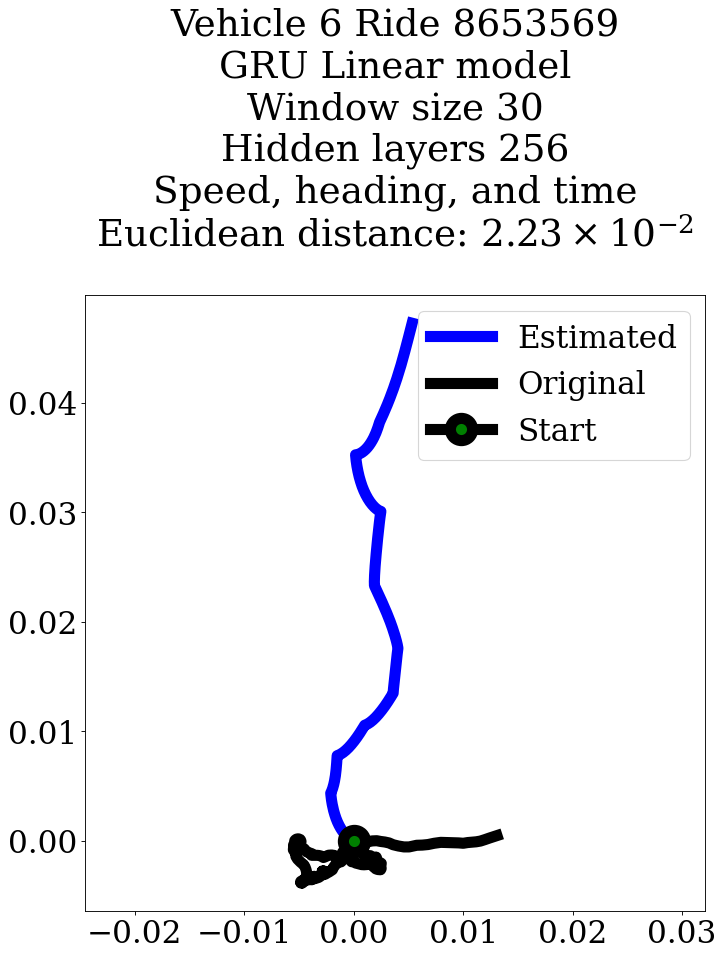 Vehicle 6 Ride 8653569
GRU Linear model
Window size 30
Hidden layers 256
Speed, heading, and time
Euclidean distance: 2.23 × 10⁻²
Estimated
Original
Start
0.04
0.03
0.02
0.01
0.00
−0.02 −0.01 0.00 0.01 0.02 0.03